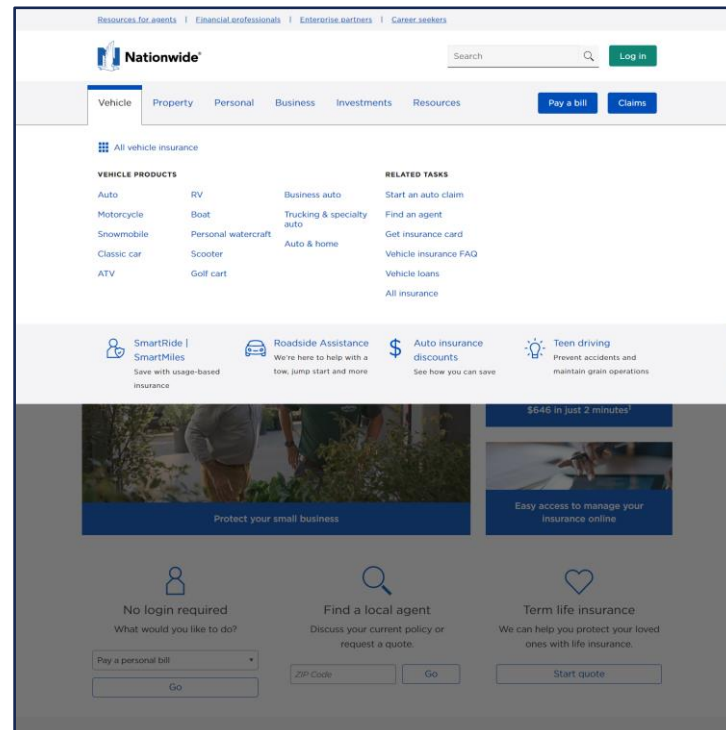 Resources for agents | Financial professionals | Enterprise partners | Career seekers
Nationwide®
Search
Log in
Vehicle Property Personal Business Investments Resources
Pay a bill Claims
All vehicle insurance
VEHICLE PRODUCTS
Auto
Motorcycle
Snowmobile
Classic car
ATV
RV
Boat
Personal watercraft
Scooter
Golf cart
Business auto
Trucking & specialty
auto
Auto & home
RELATED TASKS
Start an auto claim
Find an agent
Get insurance card
Vehicle insurance FAQ
Vehicle loans
All insurance
SmartRide |
SmartMiles
Save with usage-based
insurance
Roadside Assistance
We're here to help with a
tow, jump start and more
Auto insurance
discounts
See how you can save
Teen driving
Prevent accidents and
maintain grain operations
$646 in just 2 minutes¹
Protect your small business
Easy access to manage your
insurance online
No login required
What would you like to do?
Pay a personal bill
Go
Find a local agent
Discuss your current policy or
request a quote.
ZIP Code
Go
Term life insurance
We can help you protect your loved
ones with life insurance.
Start quote